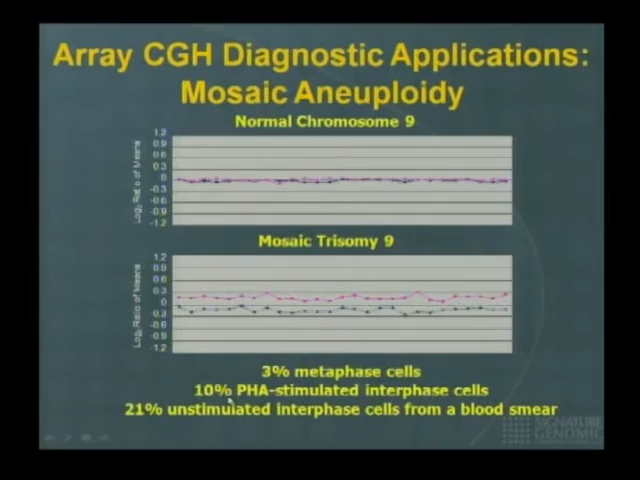 Array CGH Diagnostic Applications:
Mosaic Aneuploidy
Normal Chromosome 9
Log2 Ratio of Means
1.2
0.9
0.6
0.3
0
-0.3
-0.6
-0.9
-1.2
Mosaic Trisomy 9
Log2 Ratio of Means
1.2
0.9
0.6
0.3
0
-0.3
-0.6
-0.9
-1.2
3% metaphase cells
10% PHA-stimulated interphase cells
21% unstimulated interphase cells from a blood smear
SIGNATURE
GENOMIC